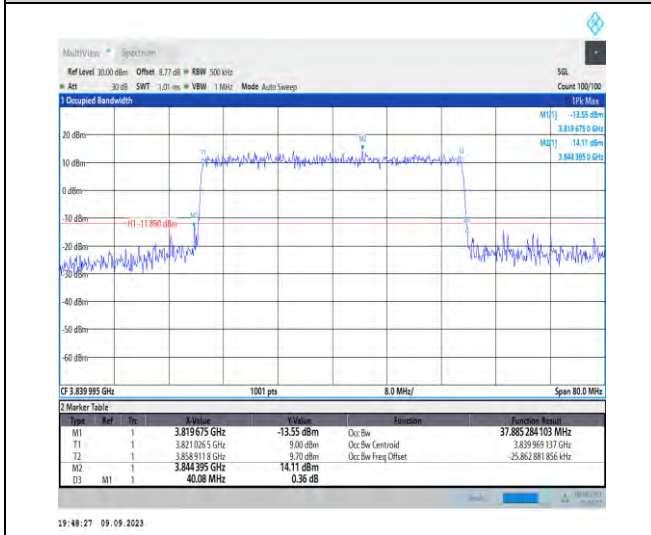 MultiView Spectrum
Ref Level 30.00 dBm Offset 8.77 dB RBW 500 kHz SGL
Att 30 dB SWT 1.01 ms VBW 1 MHz Mode Auto Sweep Count 100/100
1 Occupied Bandwidth 1Pk Max
M1[1] -13.55 dBm
3.819 675 0 GHz
M2[1] 14.11 dBm
3.844 395 0 GHz
20 dBm
M2
T1
T2
10 dBm
0 dBm
-10 dBm
M1
H1 -11.890 dBm
-20 dBm
-30 dBm
-40 dBm
-50 dBm
-60 dBm
CF 3.839 995 GHz 1001 pts 8.0 MHz/ Span 80.0 MHz
2 Marker Table
Type Ref Trc X-Value Y-Value Function Function Result
M1 1 3.819 675 GHz -13.55 dBm Occ Bw 37.885 284 103 MHz
T1 1 3.821 026 5 GHz 9.00 dBm Occ Bw Centroid 3.839 969 137 GHz
T2 1 3.858 911 8 GHz 9.70 dBm Occ Bw Freq Offset -25.862 881 856 kHz
M2 1 3.844 395 GHz 14.11 dBm
D3 M1 1 40.08 MHz 0.36 dB
19:48:27 09.09.2023